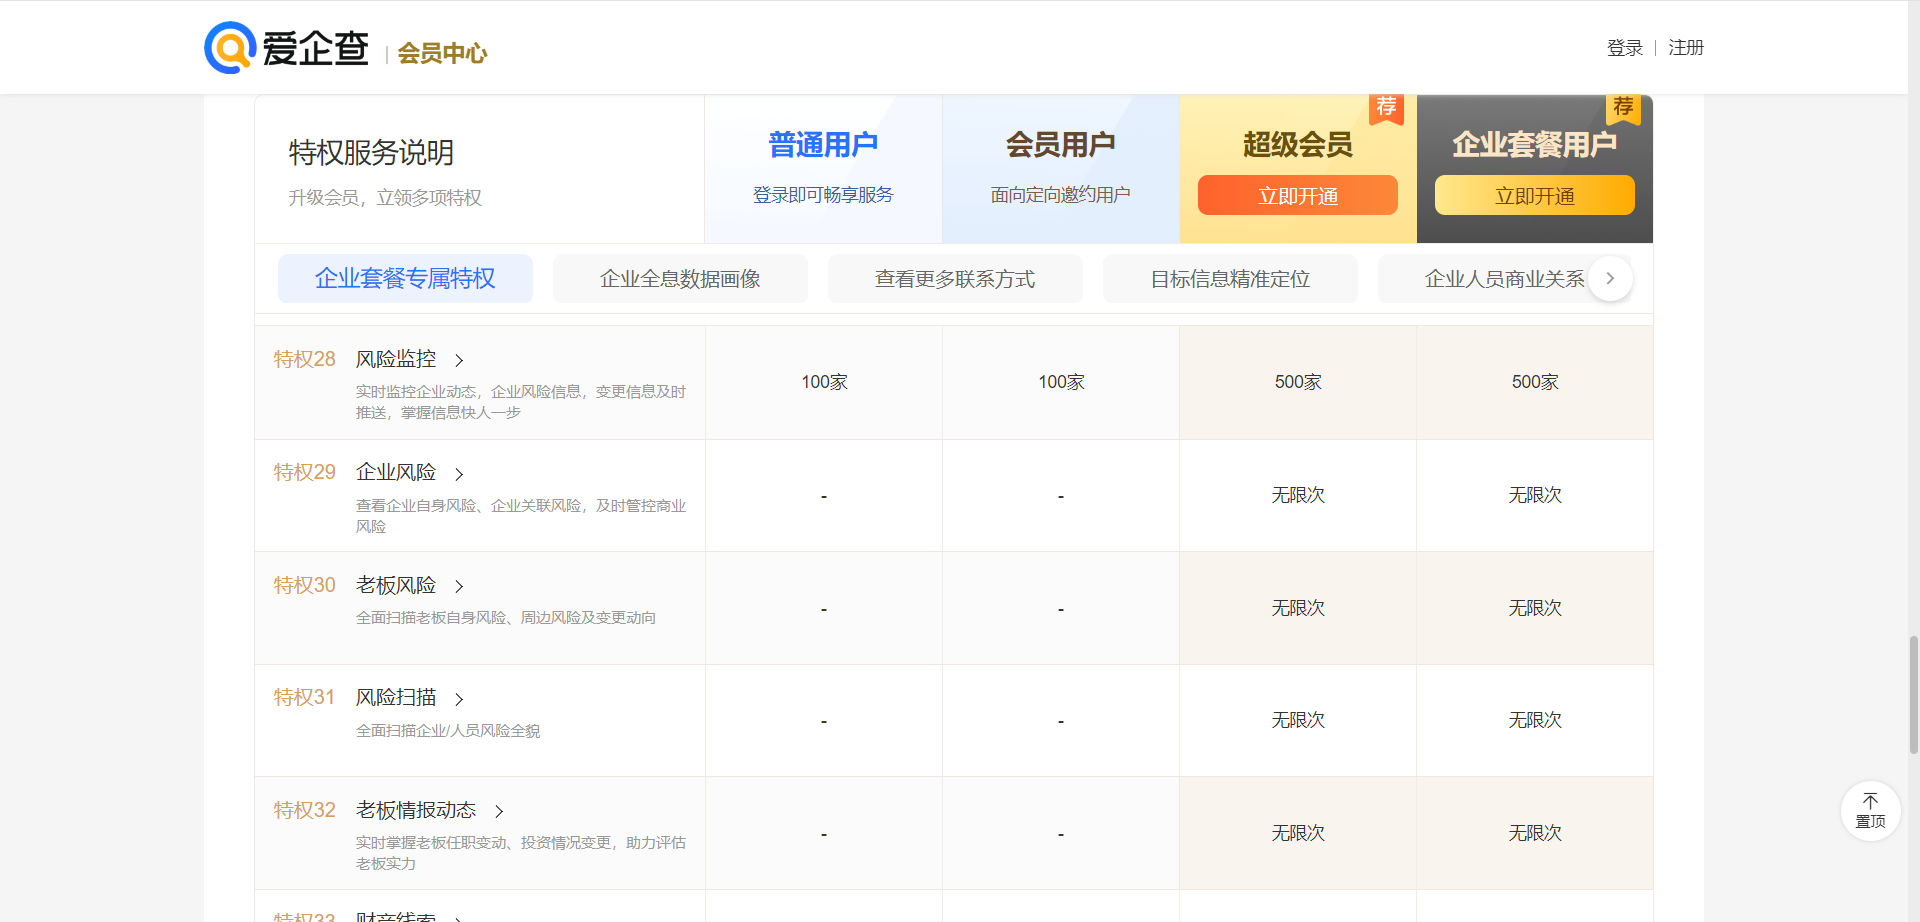 爱企查 | 会员中心
登录 | 注册
特权服务说明
升级会员，立领多项特权
普通用户
登录即可畅享服务
会员用户
面向定向邀约用户
荐
超级会员
立即开通
荐
企业套餐用户
立即开通
企业套餐专属特权
企业全息数据画像
查看更多联系方式
目标信息精准定位
企业人员商业关系
特权28 风险监控
实时监控企业动态，企业风险信息，变更信息及时
推送，掌握信息快人一步
100家 100家 500家 500家
特权29 企业风险
查看企业自身风险、企业关联风险，及时管控商业
风险
- - 无限次 无限次
特权30 老板风险
全面扫描老板自身风险、周边风险及变更动向
- - 无限次 无限次
特权31 风险扫描
全面扫描企业/人员风险全貌
- - 无限次 无限次
特权32 老板情报动态
实时掌握老板任职变动、投资情况变更，助力评估
老板实力
- - 无限次 无限次
特权33 财产线索
置顶